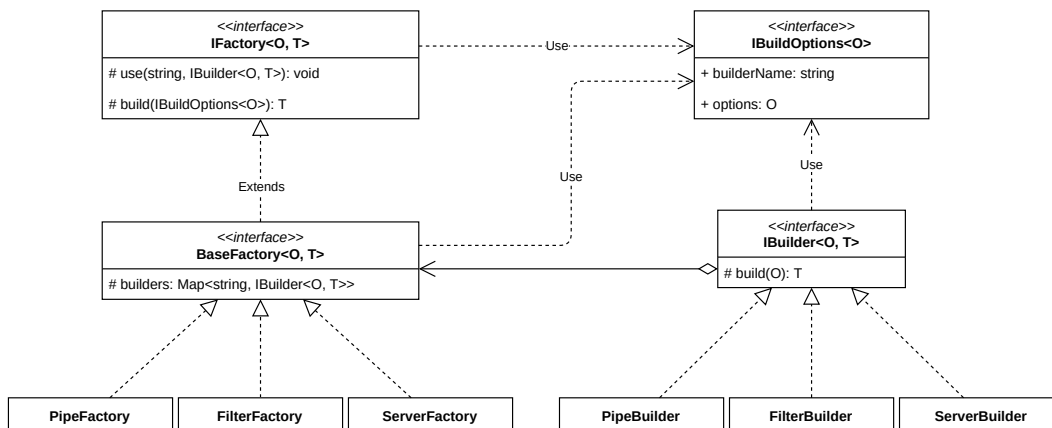 <<interface>>
IFactory<O, T>
# use(string, IBuilder<O, T>): void
# build(IBuildOptions<O>): T
Use
<<interface>>
IBuildOptions<O>
+ builderName: string
+ options: O
Extends
Use
Use
<<interface>>
BaseFactory<O, T>
# builders: Map<string, IBuilder<O, T>>
<<interface>>
IBuilder<O, T>
# build(O): T
PipeFactory
FilterFactory
ServerFactory
PipeBuilder
FilterBuilder
ServerBuilder